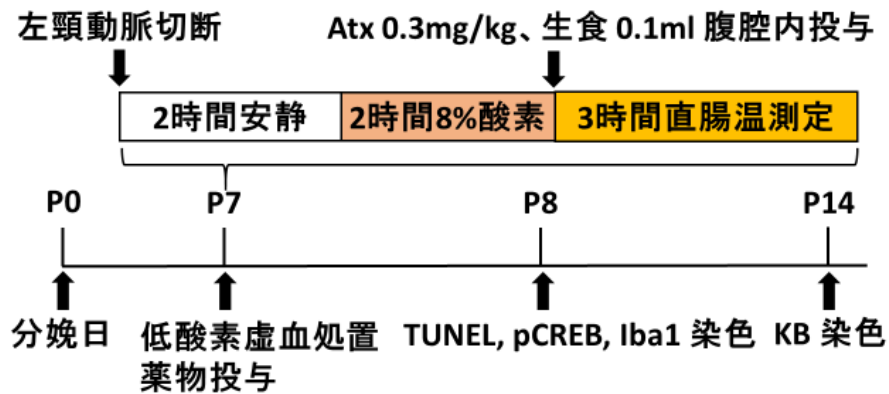 左頸動脈切断
Atx 0.3mg/kg、生食 0.1ml 腹腔内投与
2時間安静
2時間8%酸素
3時間直腸温測定
P0
P7
P8
P14
分娩日
低酸素虚血処置
薬物投与
TUNEL, pCREB, Iba1 染色
KB 染色